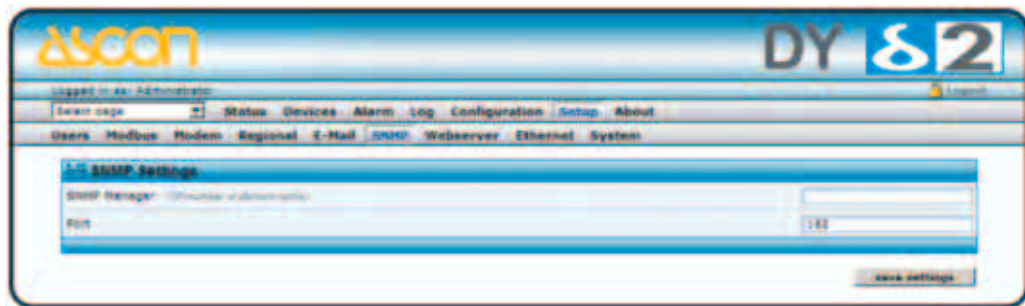 ASCON
DY 82
Logged in as: Administrator
Logout
Select page
Status Devices Alarm Log Configuration Setup About
Users Modbus Modem Regional E-Mail SNMP Webserver Ethernet System
SNMP Settings
SNMP Manager
Port
162
save settings